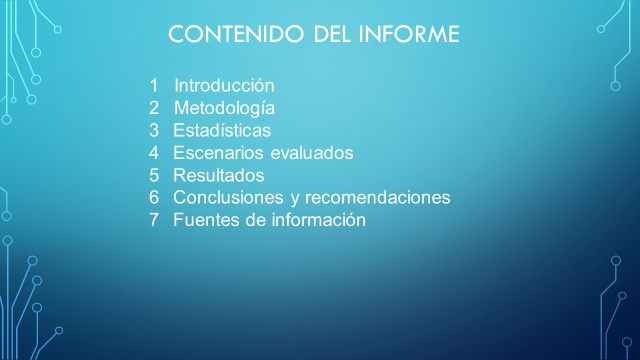 CONTENIDO DEL INFORME
1 Introducción
2 Metodología
3 Estadísticas
4 Escenarios evaluados
5 Resultados
6 Conclusiones y recomendaciones
7 Fuentes de información